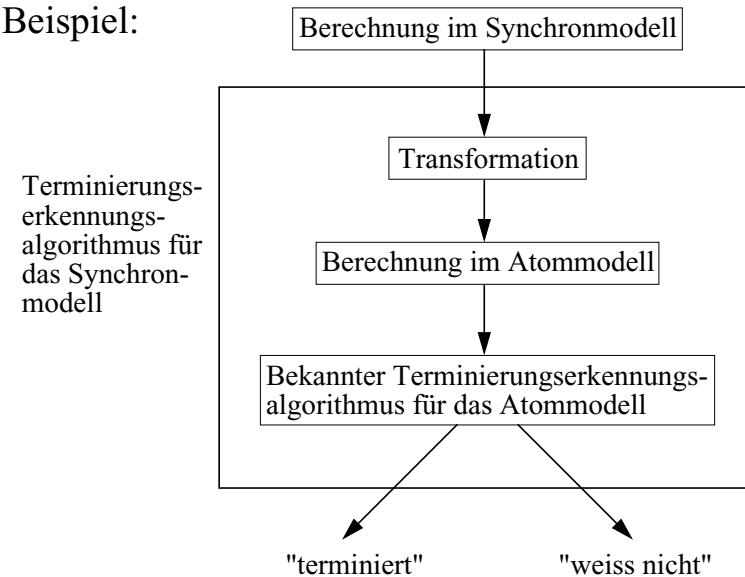 Beispiel:
Berechnung im Synchronmodell
Transformation
Terminierungs-
erkennungs-
algorithmus für
das Synchron-
modell
Berechnung im Atommodell
Bekannter Terminierungserkennungs-
algorithmus für das Atommodell
"terminiert"
"weiss nicht"